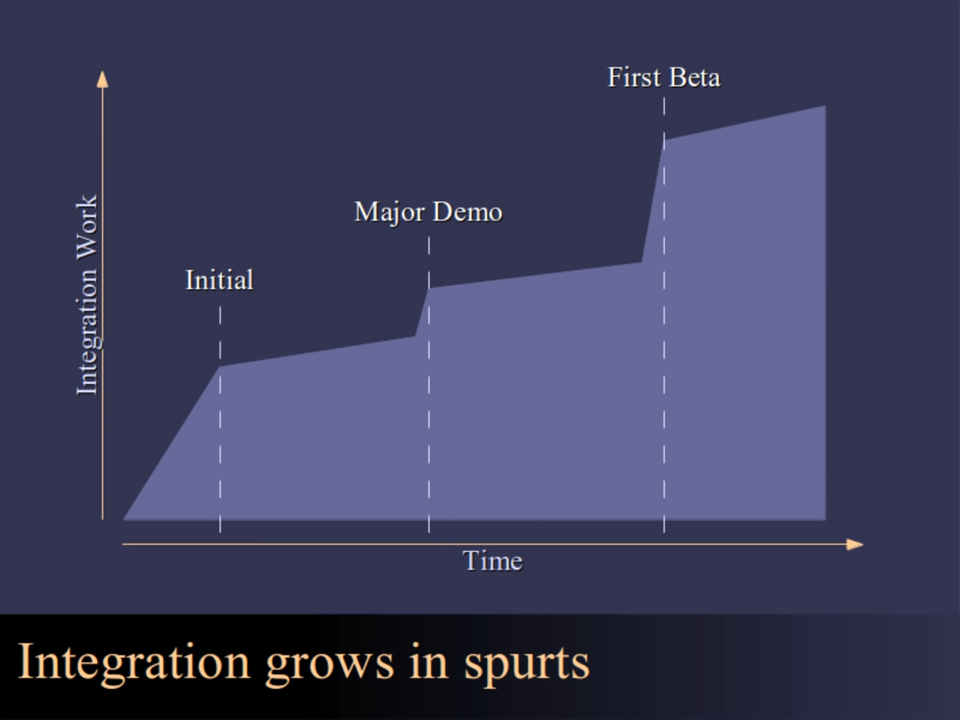 First Beta
Major Demo
Initial
Integration Work
Time
Integration grows in spurts